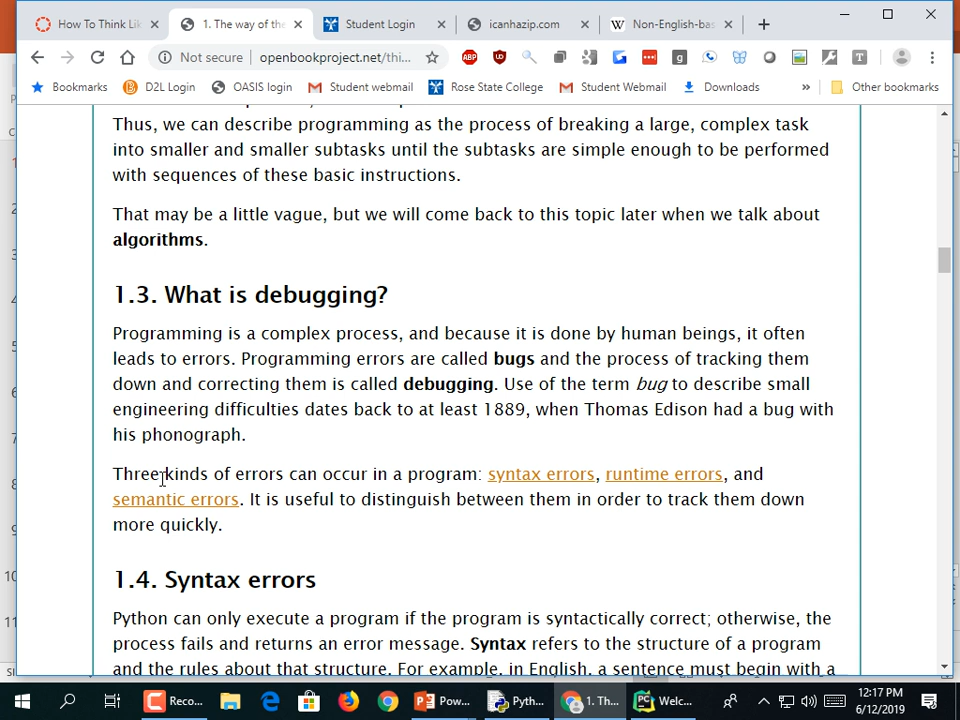 How To Think Lik
1. The way of the
Student Login
icanhazip.com
Non-English-bas
Not secure
openbookproject.net/thi...
ABP
g
T
Bookmarks
D2L Login
OASIS login
Student webmail
Rose State College
Student Webmail
Downloads
»
Other bookmarks
Thus, we can describe programming as the process of breaking a large, complex task
into smaller and smaller subtasks until the subtasks are simple enough to be performed
with sequences of these basic instructions.
That may be a little vague, but we will come back to this topic later when we talk about
algorithms.
1.3. What is debugging?
Programming is a complex process, and because it is done by human beings, it often
leads to errors. Programming errors are called bugs and the process of tracking them
down and correcting them is called debugging. Use of the term bug to describe small
engineering difficulties dates back to at least 1889, when Thomas Edison had a bug with
his phonograph.
Three kinds of errors can occur in a program: syntax errors, runtime errors, and
semantic errors. It is useful to distinguish between them in order to track them down
more quickly.
1.4. Syntax errors
Python can only execute a program if the program is syntactically correct; otherwise, the
process fails and returns an error message. Syntax refers to the structure of a program
and the rules about that structure. For example, in English, a sentence must begin with a
Reco...
Pow...
Pyth...
1. Th...
Welc...
12:17 PM
6/12/2019